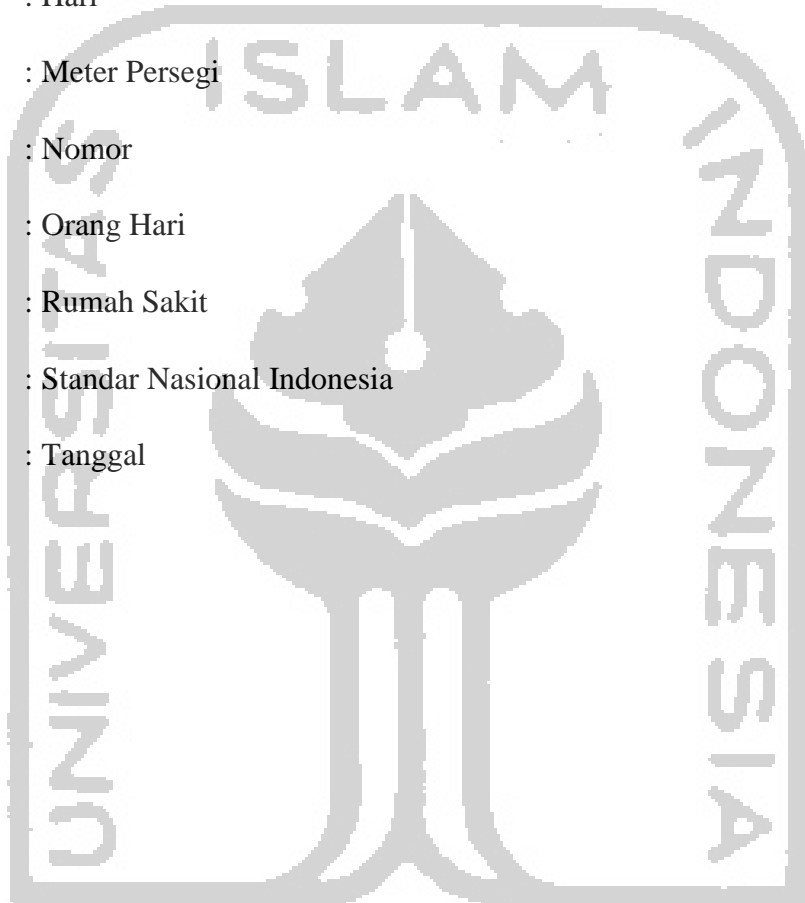 : Hari
: Meter Persegi
: Nomor
: Orang Hari
: Rumah Sakit
: Standar Nasional Indonesia
: Tanggal
UNIVERSITAS
ISLAM
INDONESIA